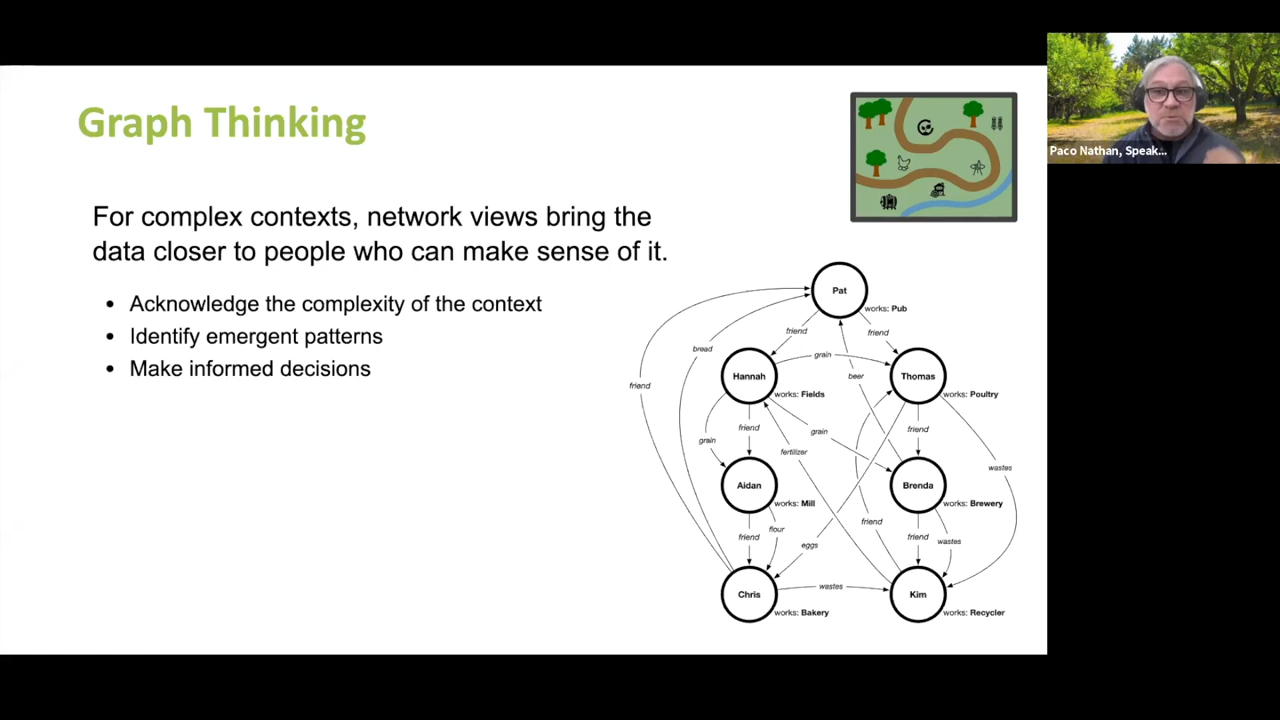 Graph Thinking
Paco Nathan, Speak...
For complex contexts, network views bring the
data closer to people who can make sense of it.
• Acknowledge the complexity of the context
• Identify emergent patterns
• Make informed decisions
Pat
works: Pub
friend
friend
bread
grain
beer
friend
Hannah
works: Fields
Thomas
works: Poultry
grain
friend
grain
fertilizer
friend
wastes
Aidan
works: Mill
Brenda
works: Brewery
friend
flour
eggs
friend
friend
wastes
Chris
works: Bakery
wastes
Kim
works: Recycler